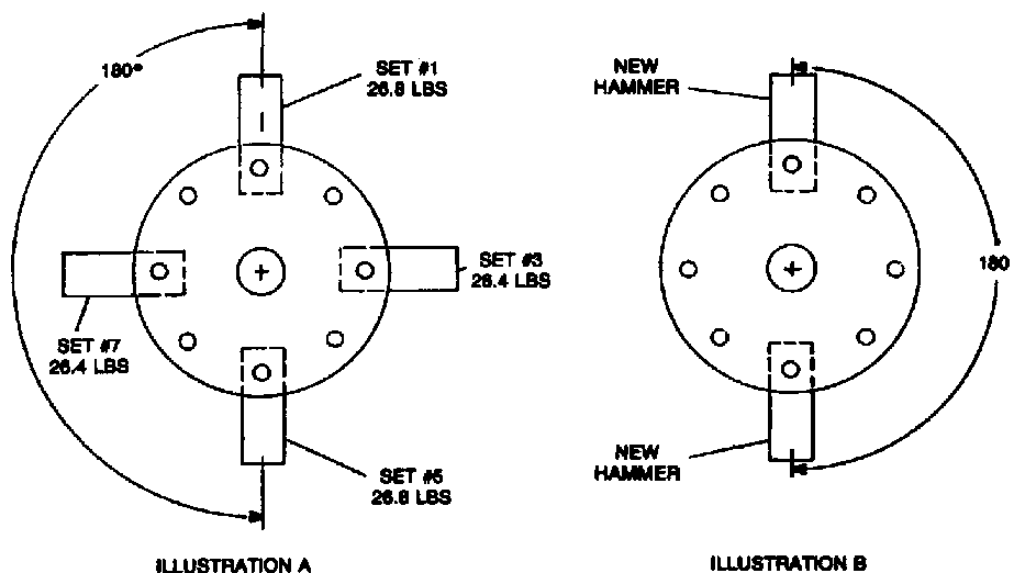 180°
SET #1
26.8 LBS
SET #3
26.4 LBS
SET #7
26.4 LBS
SET #5
26.8 LBS
ILLUSTRATION A
NEW
HAMMER
180
NEW
HAMMER
ILLUSTRATION B